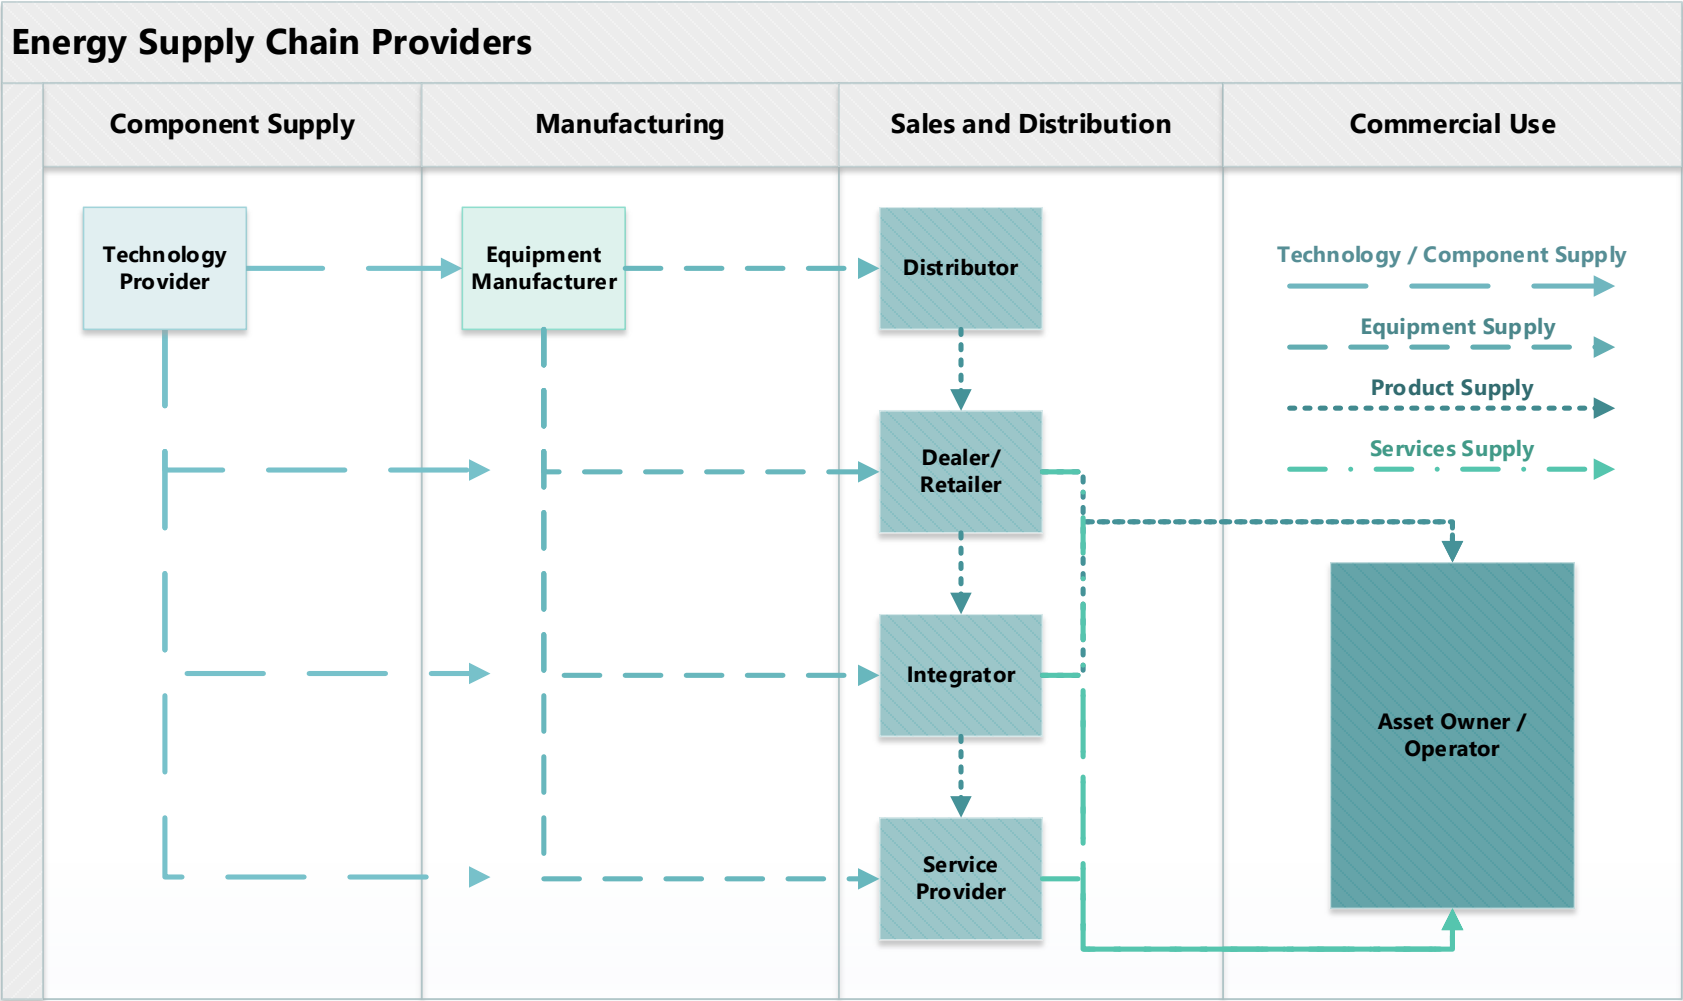 Energy Supply Chain Providers
Component Supply
Manufacturing
Sales and Distribution
Commercial Use
Technology
Provider
Equipment
Manufacturer
Distributor
Technology / Component Supply
Equipment Supply
Product Supply
Services Supply
Dealer/
Retailer
Integrator
Asset Owner /
Operator
Service
Provider